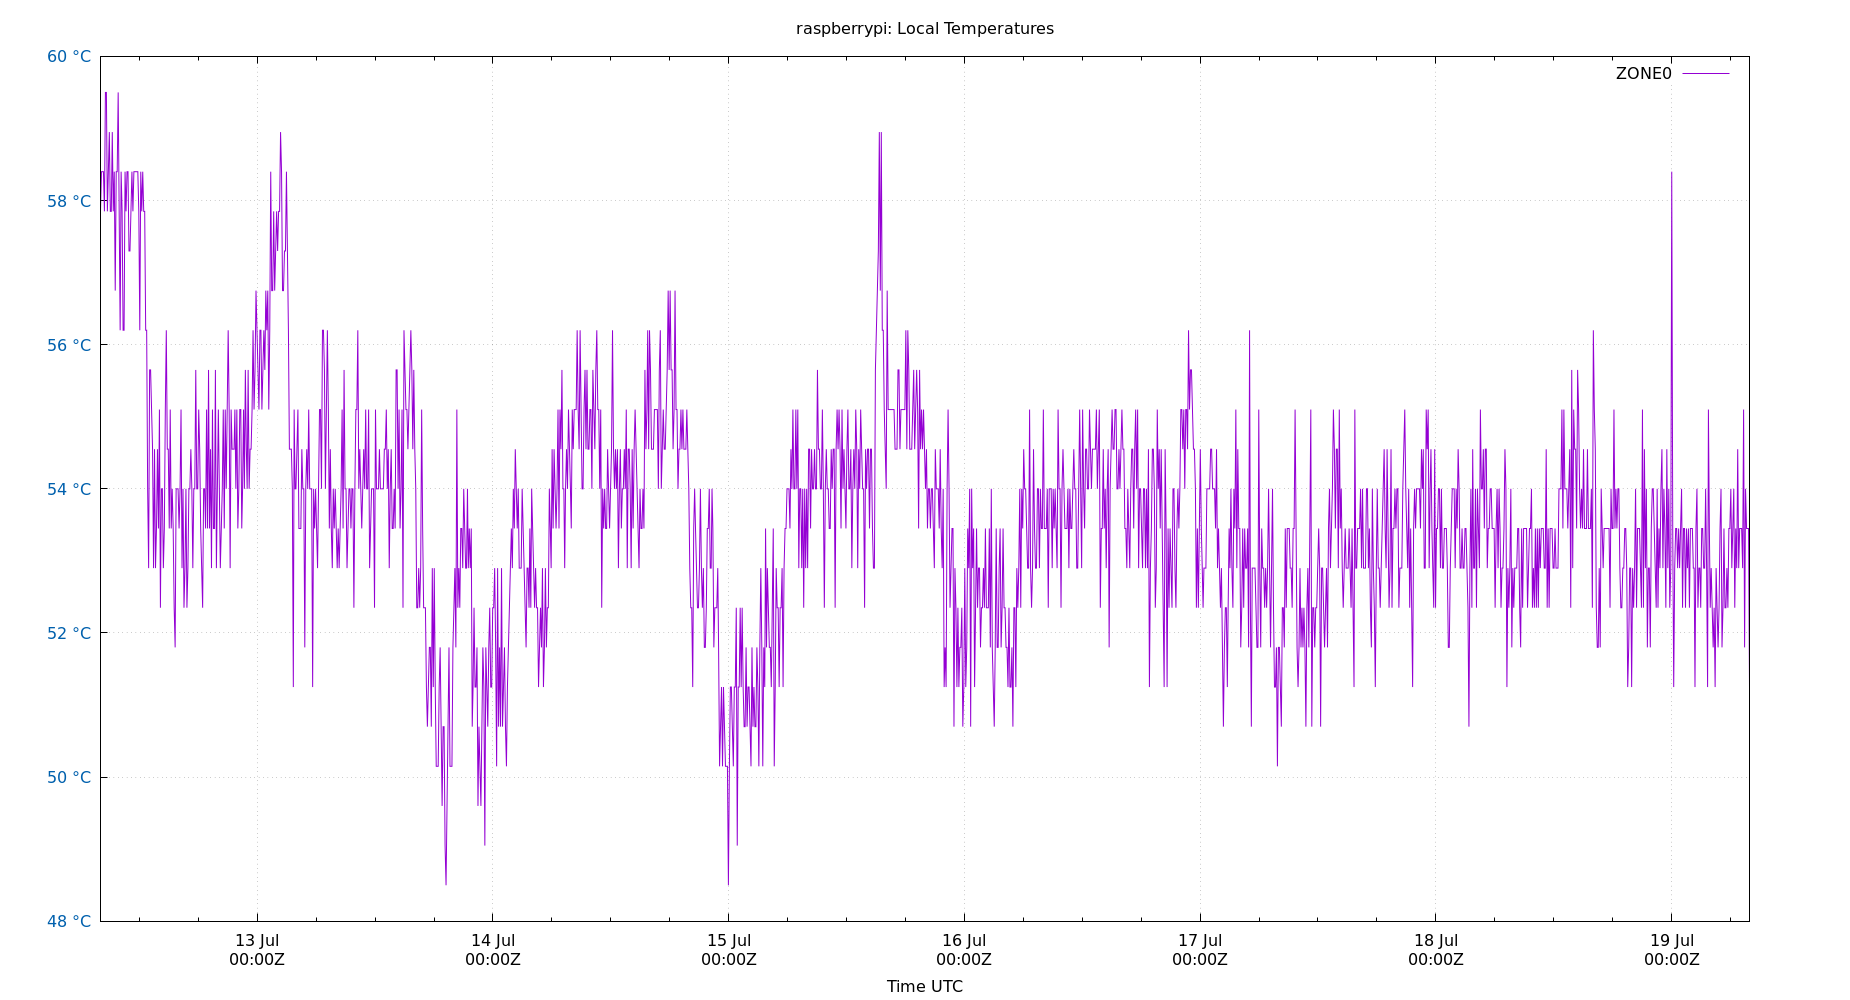 raspberrypi: Local Temperatures
60 °C
ZONE0
58 °C
56 °C
54 °C
52 °C
50 °C
48 °C
13 Jul 14 Jul 15 Jul 16 Jul 17 Jul 18 Jul 19 Jul
00:00Z 00:00Z 00:00Z 00:00Z 00:00Z 00:00Z 00:00Z
Time UTC